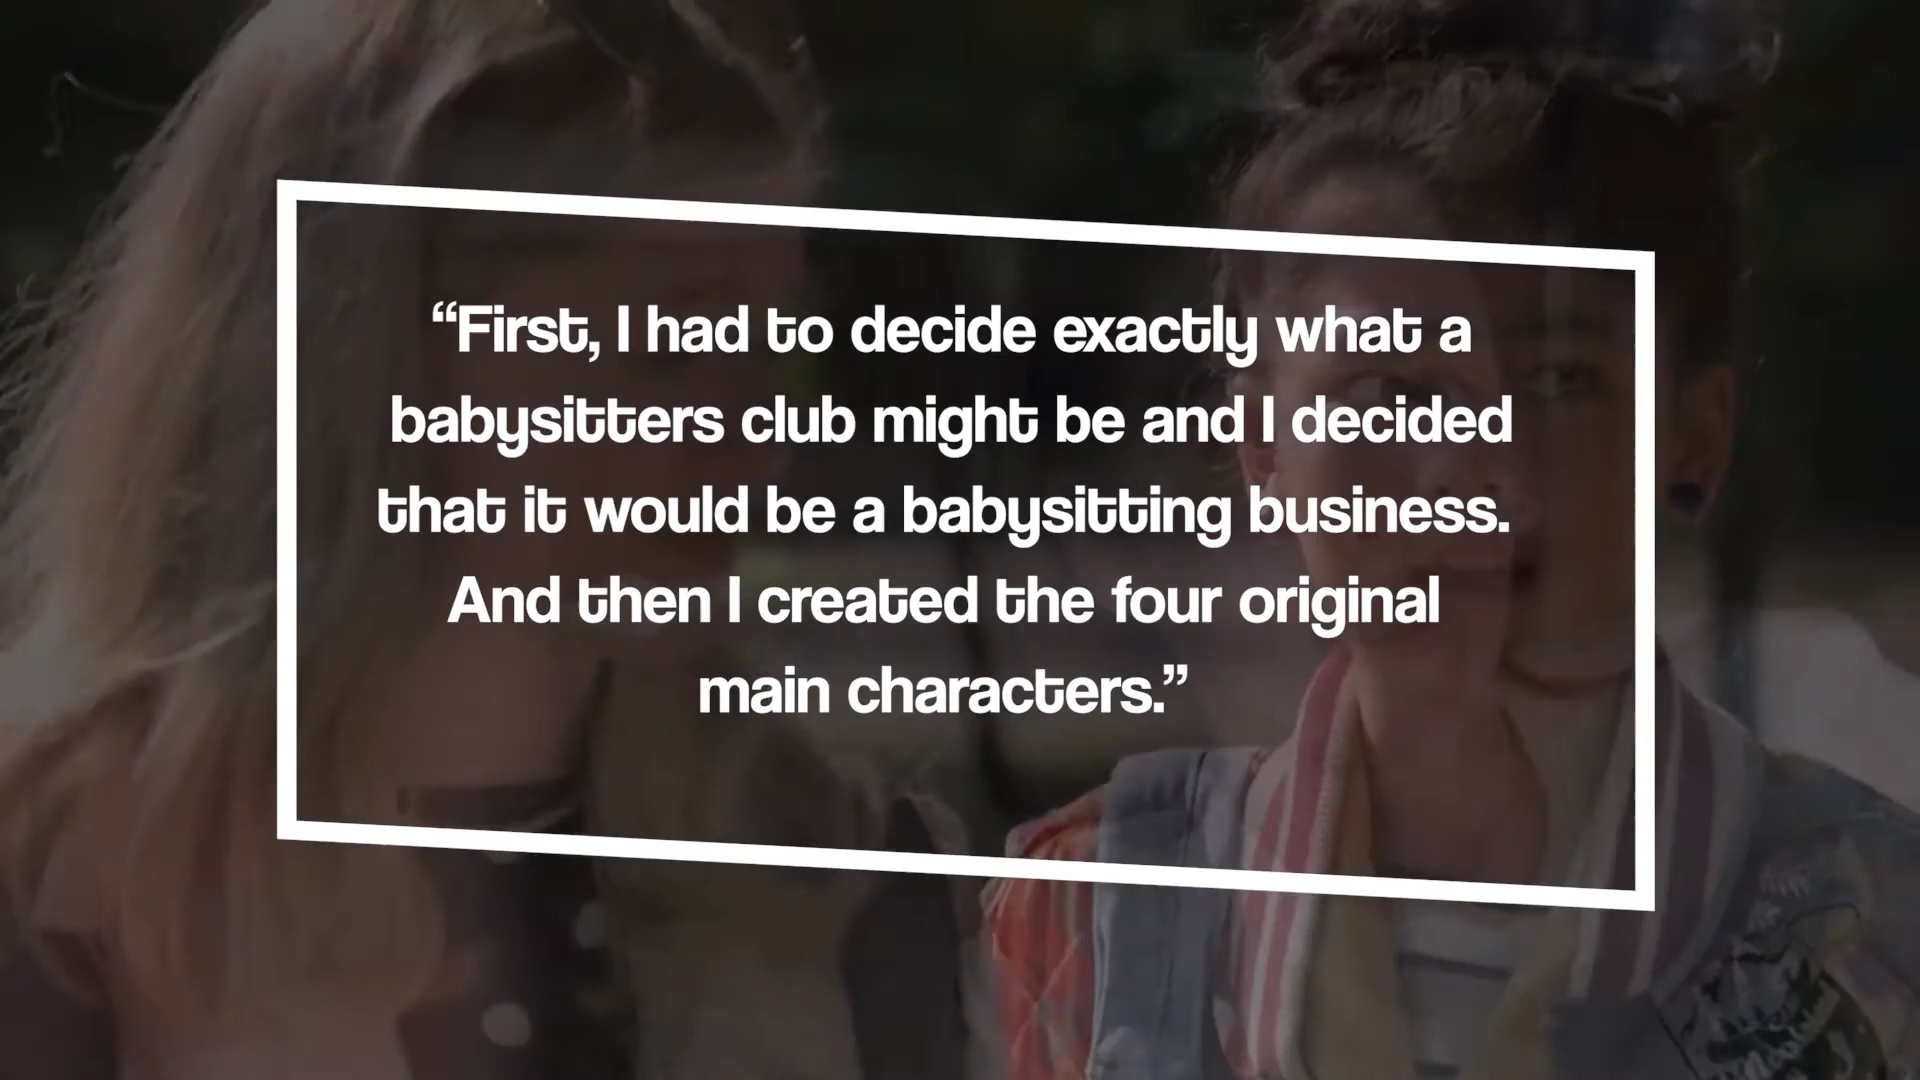 “First, I had to decide exactly what a
babysitters club might be and I decided
that it would be a babysitting business.
And then I created the four original
main characters.”